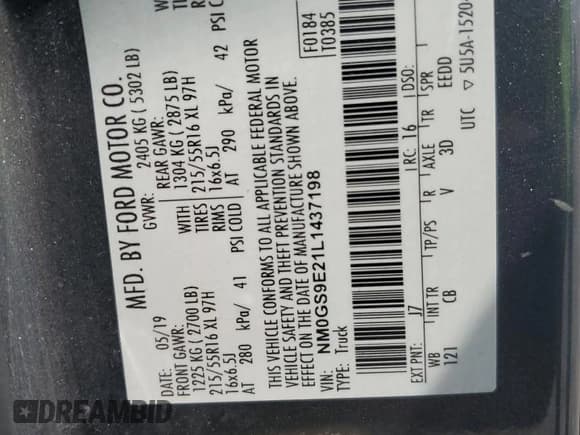 MFD. BY FORD MOTOR CO.
DATE: 05/19 GVWR: 2405 KG ( 5302 LB)
FRONT GAWR: REAR GAWR:
1225 KG ( 2700 LB) WITH 1304 KG ( 2875 LB) WITH
215/55R16 XL 97H TIRES 215/55R16 XL 97H
16x6.5J RIMS 16x6.5J
AT 280 kPa/ 41 PSI COLD AT 290 kPa/ 42 PSI
THIS VEHICLE CONFORMS TO ALL APPLICABLE FEDERAL MOTOR
VEHICLE SAFETY AND THEFT PREVENTION STANDARDS IN
EFFECT ON THE DATE OF MANUFACTURE SHOWN ABOVE.
VIN: NM0GS9E21L1437198 F0184
TYPE: Truck T0385
EXT PNT: J7 RC: 16 DSO:
WB INT TR TP/PS R AXLE TR SPR
121 CB V 3D EEDD
UTC ▽ 5U5A-1520
DREAMBID